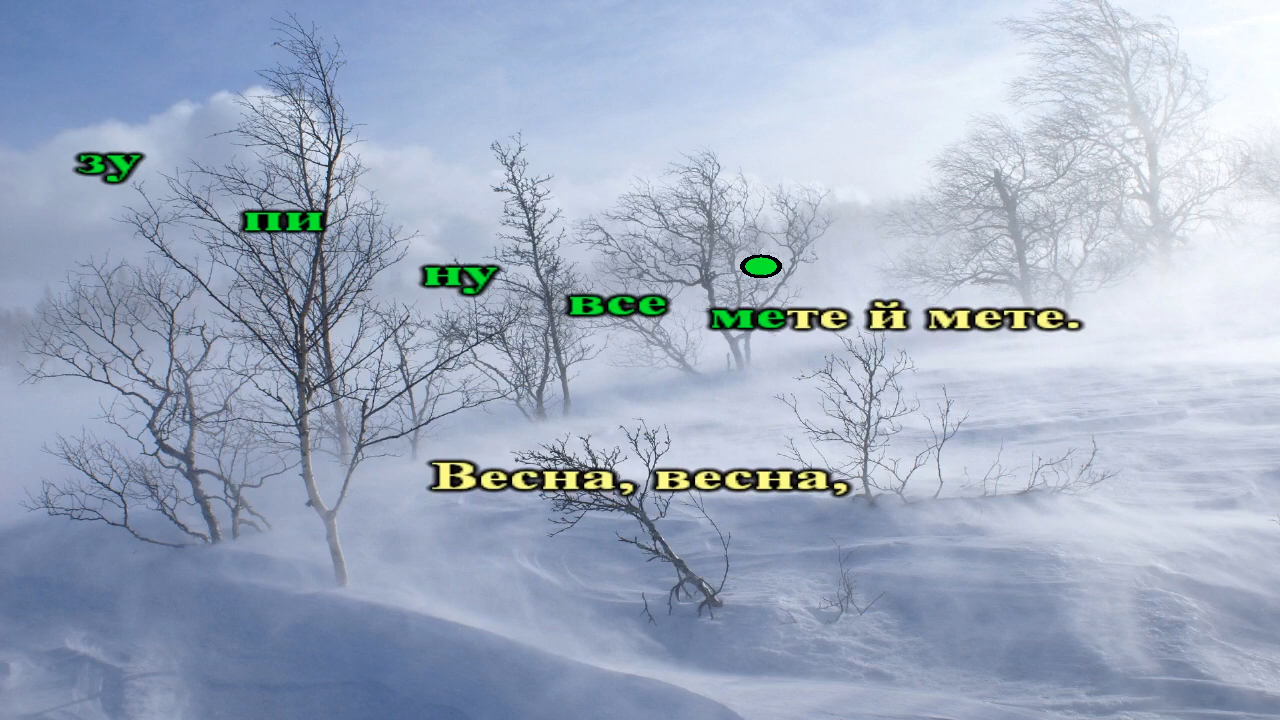 зу пи ну все мете й мете.
Весна, весна,